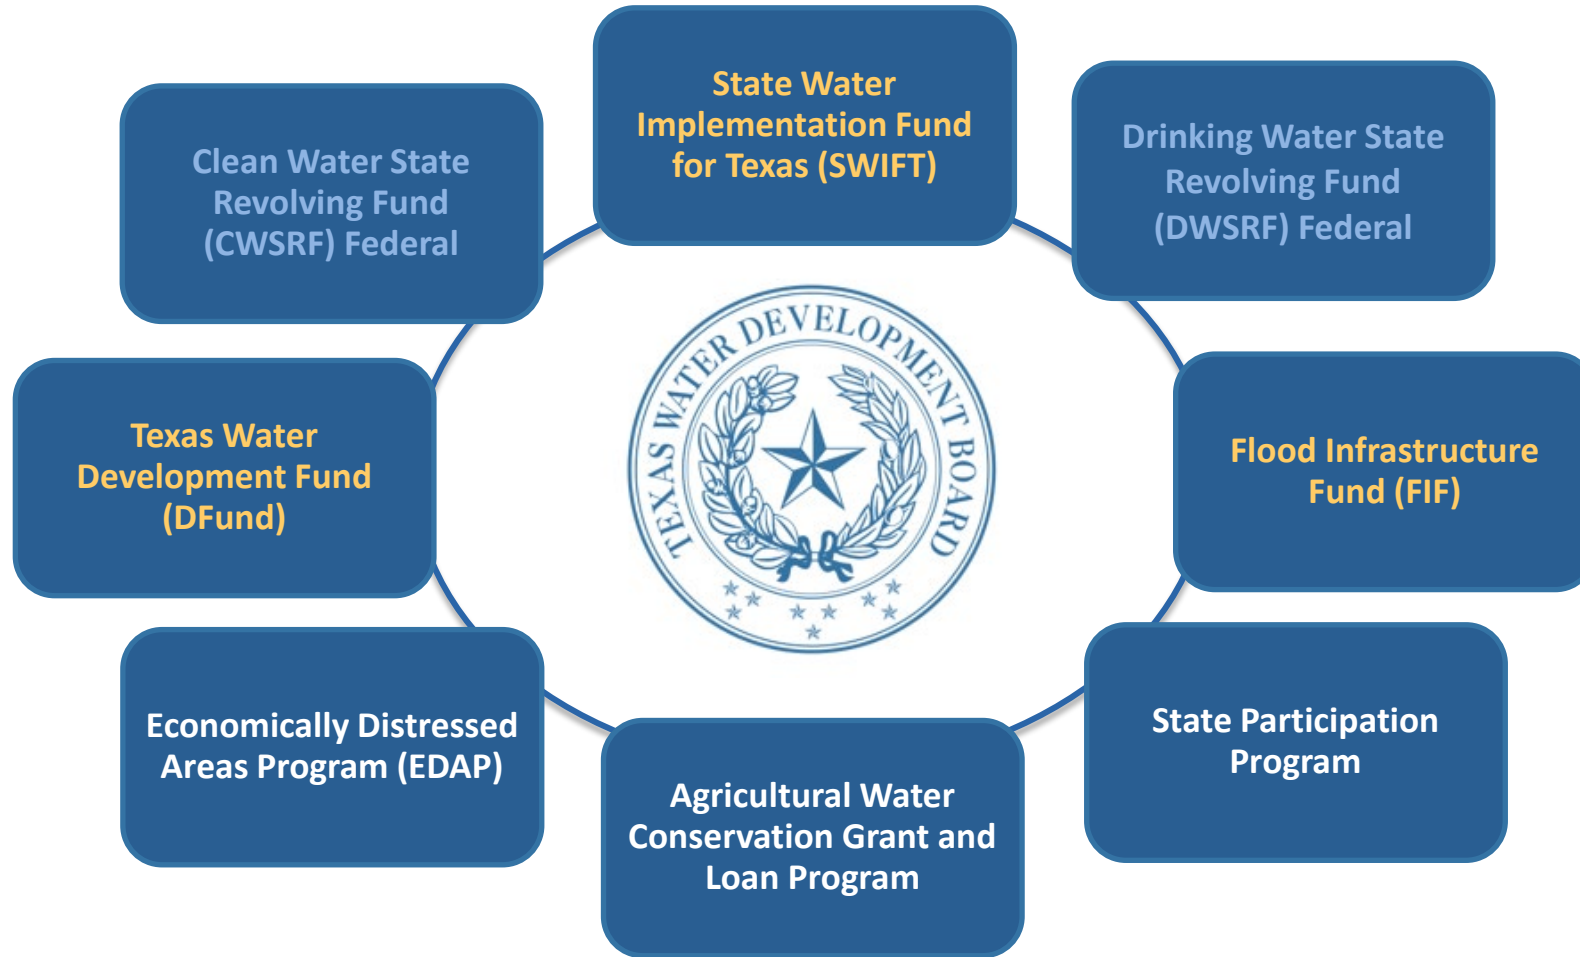 State Water
Implementation Fund
for Texas (SWIFT)
Clean Water State
Revolving Fund
(CWSRF) Federal
Drinking Water State
Revolving Fund
(DWSRF) Federal
Texas Water
Development Fund
(DFund)
TEXAS WATER DEVELOPMENT BOARD
Flood Infrastructure
Fund (FIF)
Economically Distressed
Areas Program (EDAP)
State Participation
Program
Agricultural Water
Conservation Grant and
Loan Program